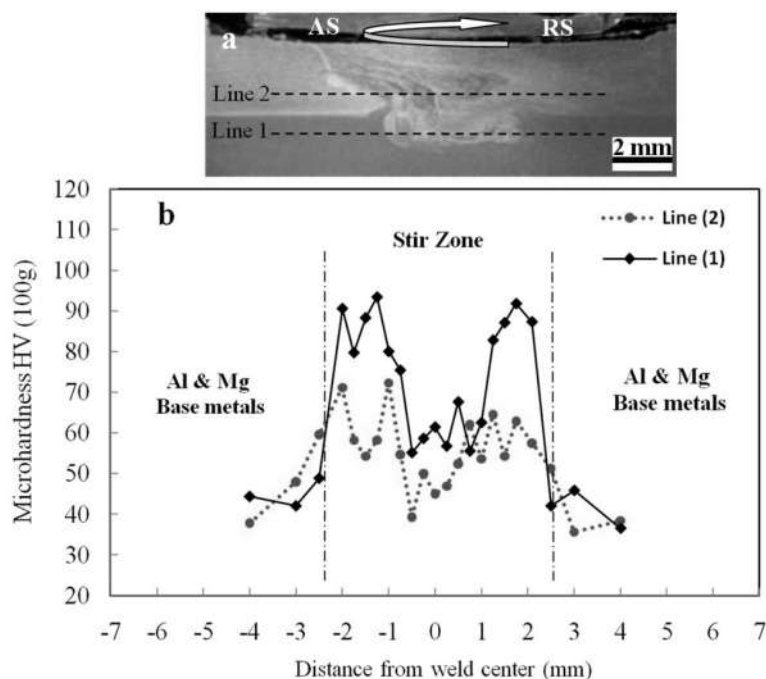 a
AS
RS
Line 2
Line 1
2 mm
b
Microhardness HV (100g)
120
110
100
90
80
70
60
50
40
30
20
Stir Zone
Line (2)
Line (1)
Al & Mg
Base metals
Al & Mg
Base metals
-7 -6 -5 -4 -3 -2 -1 0 1 2 3 4 5 6 7
Distance from weld center (mm)